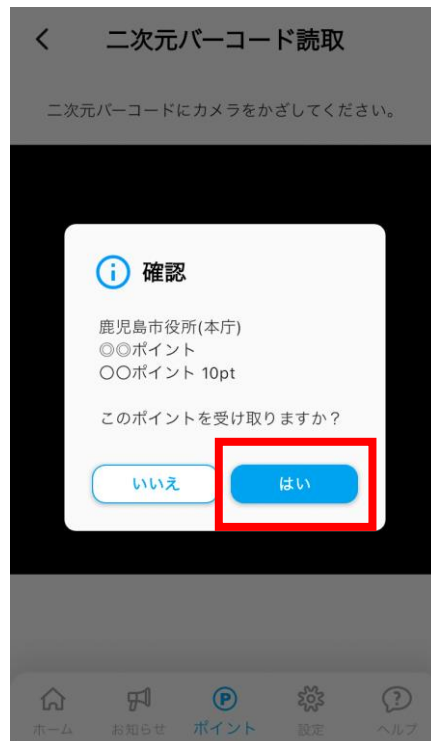 二次元バーコード読取
二次元バーコードにカメラをかざしてください。
確認
鹿児島市役所(本庁)
◎◎ポイント
〇〇ポイント 10pt
このポイントを受け取りますか？
いいえ はい
ホーム お知らせ ポイント 設定 ヘルプ